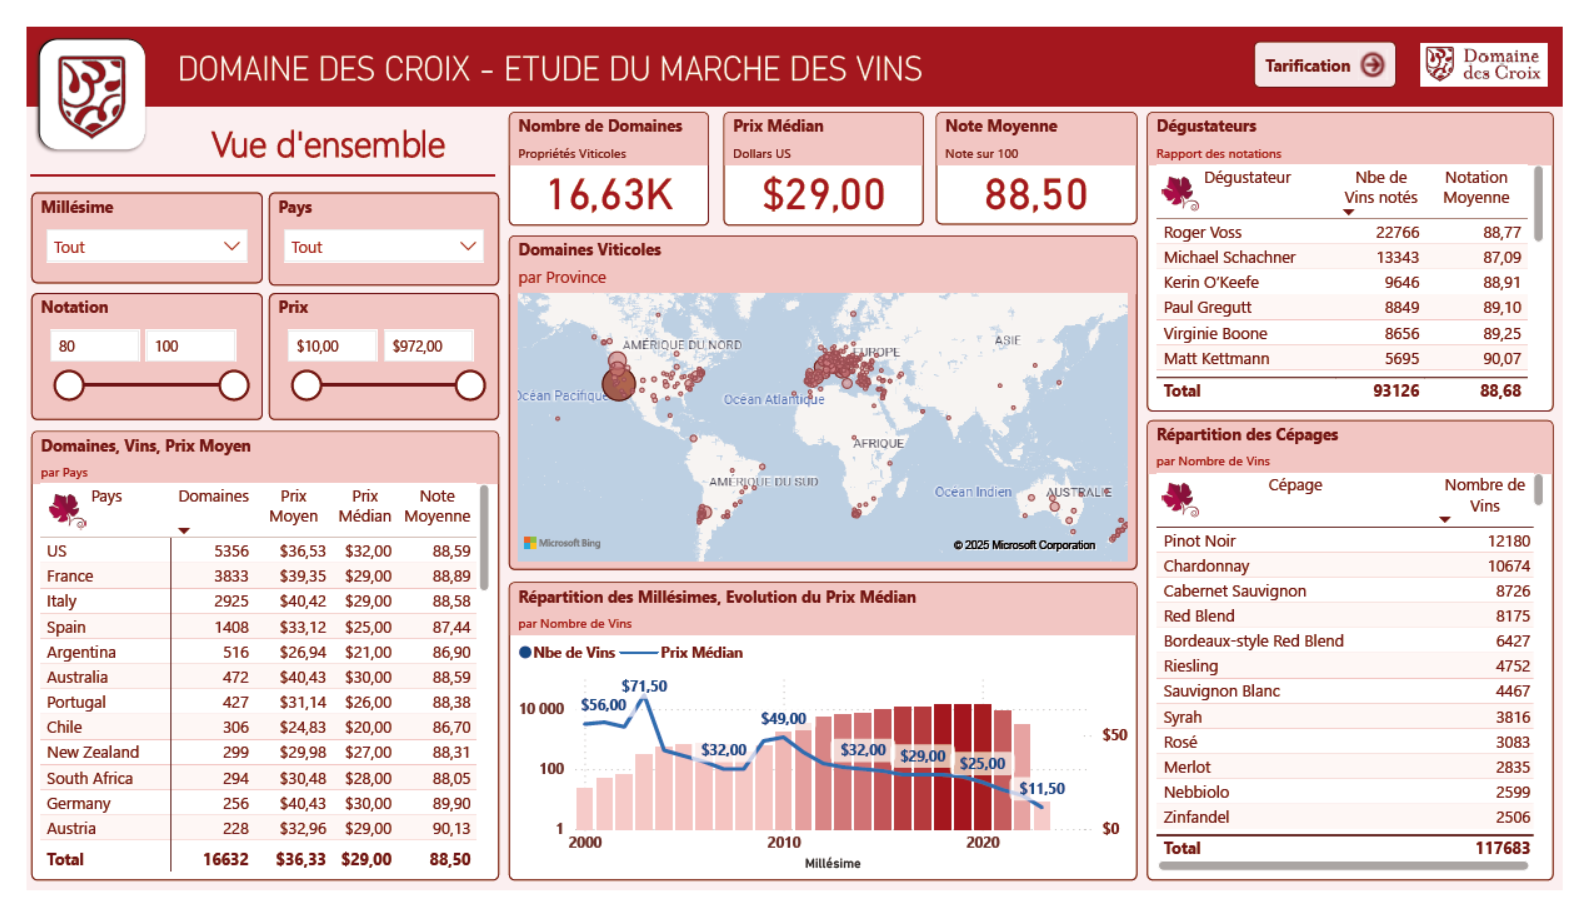 DOMAINE DES CROIX - ETUDE DU MARCHE DES VINS
Tarification
Domaine
des Croix
Vue d'ensemble
Millésime
Tout
Pays
Tout
Notation
80
100
Prix
$10,00
$972,00
Domaines, Vins, Prix Moyen
par Pays
Pays Domaines Prix Moyen Prix Médian Note Moyenne
US 5356 $36,53 $32,00 88,59
France 3833 $39,35 $29,00 88,89
Italy 2925 $40,42 $29,00 88,58
Spain 1408 $33,12 $25,00 87,44
Argentina 516 $26,94 $21,00 86,90
Australia 472 $40,43 $30,00 88,59
Portugal 427 $31,14 $26,00 88,38
Chile 306 $24,83 $20,00 86,70
New Zealand 299 $29,98 $27,00 88,31
South Africa 294 $30,48 $28,00 88,05
Germany 256 $40,43 $30,00 89,90
Austria 228 $32,96 $29,00 90,13
Total 16632 $36,33 $29,00 88,50
Nombre de Domaines
Propriétés Viticoles
16,63K
Prix Médian
Dollars US
$29,00
Note Moyenne
Note sur 100
88,50
Domaines Viticoles
par Province
AMÉRIQUE DU NORD
EUROPE
ASIE
Océan Pacifique
Océan Atlantique
AFRIQUE
AMÉRIQUE DU SUD
Océan Indien
AUSTRALIE
Microsoft Bing
© 2025 Microsoft Corporation
Répartition des Millésimes, Evolution du Prix Médian
par Nombre de Vins
Nbe de Vins Prix Médian
$71,50
$56,00
$49,00
$32,00
$32,00
$29,00
$25,00
$11,50
10 000
100
1
$50
$0
2000 2010 2020
Millésime
Dégustateurs
Rapport des notations
Dégustateur Nbe de Vins notés Notation Moyenne
Roger Voss 22766 88,77
Michael Schachner 13343 87,09
Kerin O'Keefe 9646 88,91
Paul Gregutt 8849 89,10
Virginie Boone 8656 89,25
Matt Kettmann 5695 90,07
Total 93126 88,68
Répartition des Cépages
par Nombre de Vins
Cépage Nombre de Vins
Pinot Noir 12180
Chardonnay 10674
Cabernet Sauvignon 8726
Red Blend 8175
Bordeaux-style Red Blend 6427
Riesling 4752
Sauvignon Blanc 4467
Syrah 3816
Rosé 3083
Merlot 2835
Nebbiolo 2599
Zinfandel 2506
Total 117683